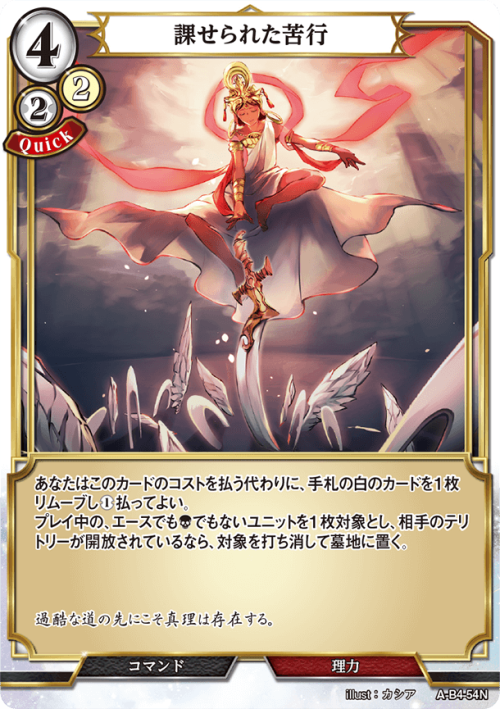 4
課せられた苦行
2
2
Quick
あなたはこのカードのコストを払う代わりに、手札の白のカードを1枚
リムーブし①払ってよい。
プレイ中の、エースでも💀でもないユニットを1枚対象とし、相手のテリ
トリーが開放されているなら、対象を打ち消して墓地に置く。
過酷な道の先にこそ真理は存在する。
コマンド
理力
illust：カシア
A-B4-54N